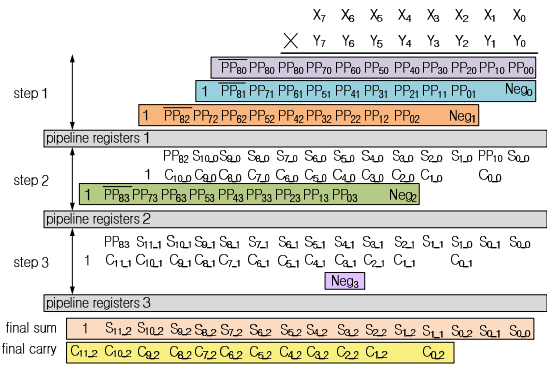 X₇ X₆ X₅ X₄ X₃ X₂ X₁ X₀
× Y₇ Y₆ Y₅ Y₄ Y₃ Y₂ Y₁ Y₀
P̅P̅₈₀ PP₈₀ PP₈₀ PP₇₀ PP₆₀ PP₅₀ PP₄₀ PP₃₀ PP₂₀ PP₁₀ PP₀₀
step 1
1 P̅P̅₈₁ PP₇₁ PP₆₁ PP₅₁ PP₄₁ PP₃₁ PP₂₁ PP₁₁ PP₀₁ Neg₀
1 P̅P̅₈₂ PP₇₂ PP₆₂ PP₅₂ PP₄₂ PP₃₂ PP₂₂ PP₁₂ PP₀₂ Neg₁
pipeline registers 1
PP₈₂ S₁₀_₀ S₉_₀ S₈_₀ S₇_₀ S₆_₀ S₅_₀ S₄_₀ S₃_₀ S₂_₀ S₁_₀ PP₁₀ S₀_₀
step 2
1 C₁₀_₀ C₉_₀ C₈_₀ C₇_₀ C₆_₀ C₅_₀ C₄_₀ C₃_₀ C₂_₀ C₁_₀ C₀_₀
1 P̅P̅₈₃ PP₇₃ PP₆₃ PP₅₃ PP₄₃ PP₃₃ PP₂₃ PP₁₃ PP₀₃ Neg₂
pipeline registers 2
PP₈₃ S₁₁_₁ S₁₀_₁ S₉_₁ S₈_₁ S₇_₁ S₆_₁ S₅_₁ S₄_₁ S₃_₁ S₂_₁ S₁_₁ S₁_₀ S₀_₁ S₀_₀
step 3
1 C₁₁_₁ C₁₀_₁ C₉_₁ C₈_₁ C₇_₁ C₆_₁ C₅_₁ C₄_₁ C₃_₁ C₂_₁ C₁_₁ C₀_₁
Neg₃
pipeline registers 3
final sum 1 S₁₁_₂ S₁₀_₂ S₉_₂ S₈_₂ S₇_₂ S₆_₂ S₅_₂ S₄_₂ S₃_₂ S₂_₂ S₁_₂ S₁_₁ S₀_₂ S₀_₁ S₀_₀
final carry C₁₁_₂ C₁₀_₂ C₉_₂ C₈_₂ C₇_₂ C₆_₂ C₅_₂ C₄_₂ C₃_₂ C₂_₂ C₁_₂ C₀_₂